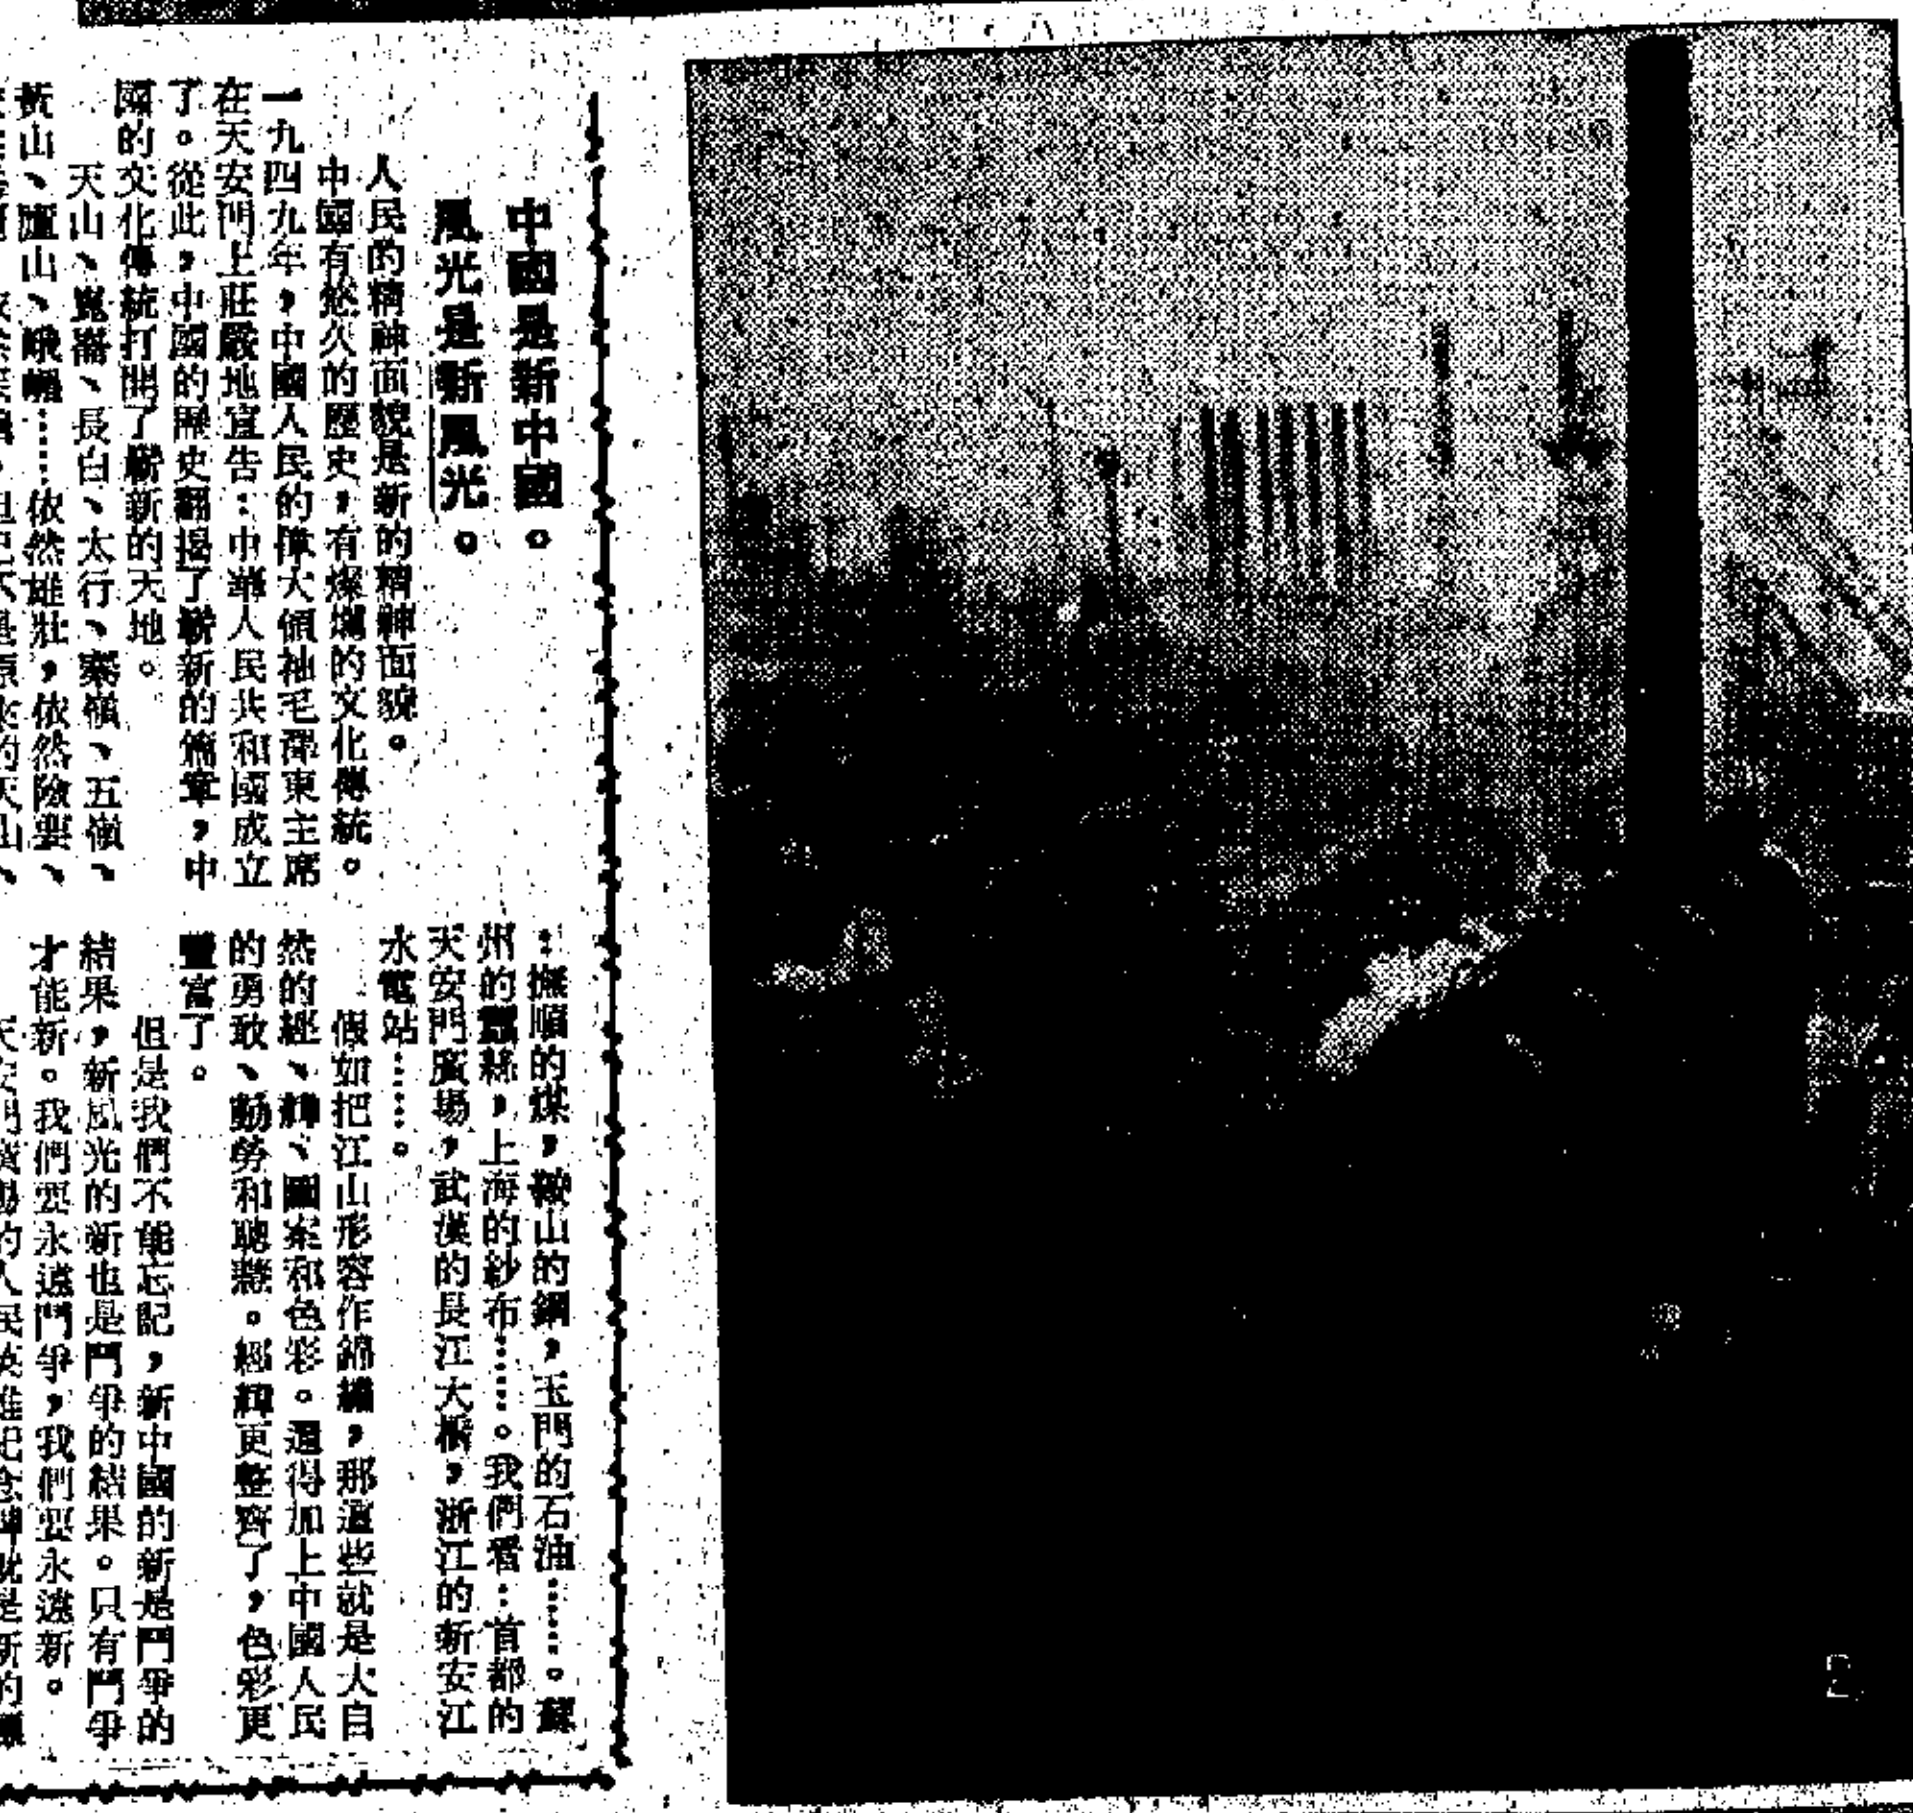 中國是新中國。
風光是新風光。
人民的精神面貌是新的精神面貌。
中國有悠久的歷史，有燦爛的文化傳統。
一九四九年，中國人民的偉大領袖毛澤東主席
在天安門上莊嚴地宣告：中華人民共和國成立
了。從此，中國的歷史翻揭了嶄新的篇章，中
國的文化傳統打開了嶄新的天地。
天山、崑崙、長白、太行、秦嶺、五嶺、
黃山、廬山、峨嵋……依然雄壯，依然險要、
：撫順的煤，鞍山的鋼，玉門的石油……。蘇
州的蠶絲，上海的紗布……。我們看：首都的
天安門廣場，武漢的長江大橋，浙江的新安江
水電站……。
假如把江山形容作錦繡，那這些就是大自
然的經、緯、圖案和色彩。還得加上中國人民
的勇敢、勤勞和聰慧。經緯更整齊了，色彩更
豐富了。
但是我們不能忘記，新中國的新是鬥爭的
結果，新風光的新也是鬥爭的結果。只有鬥爭
才能新。我們要永遠鬥爭，我們要永遠新。